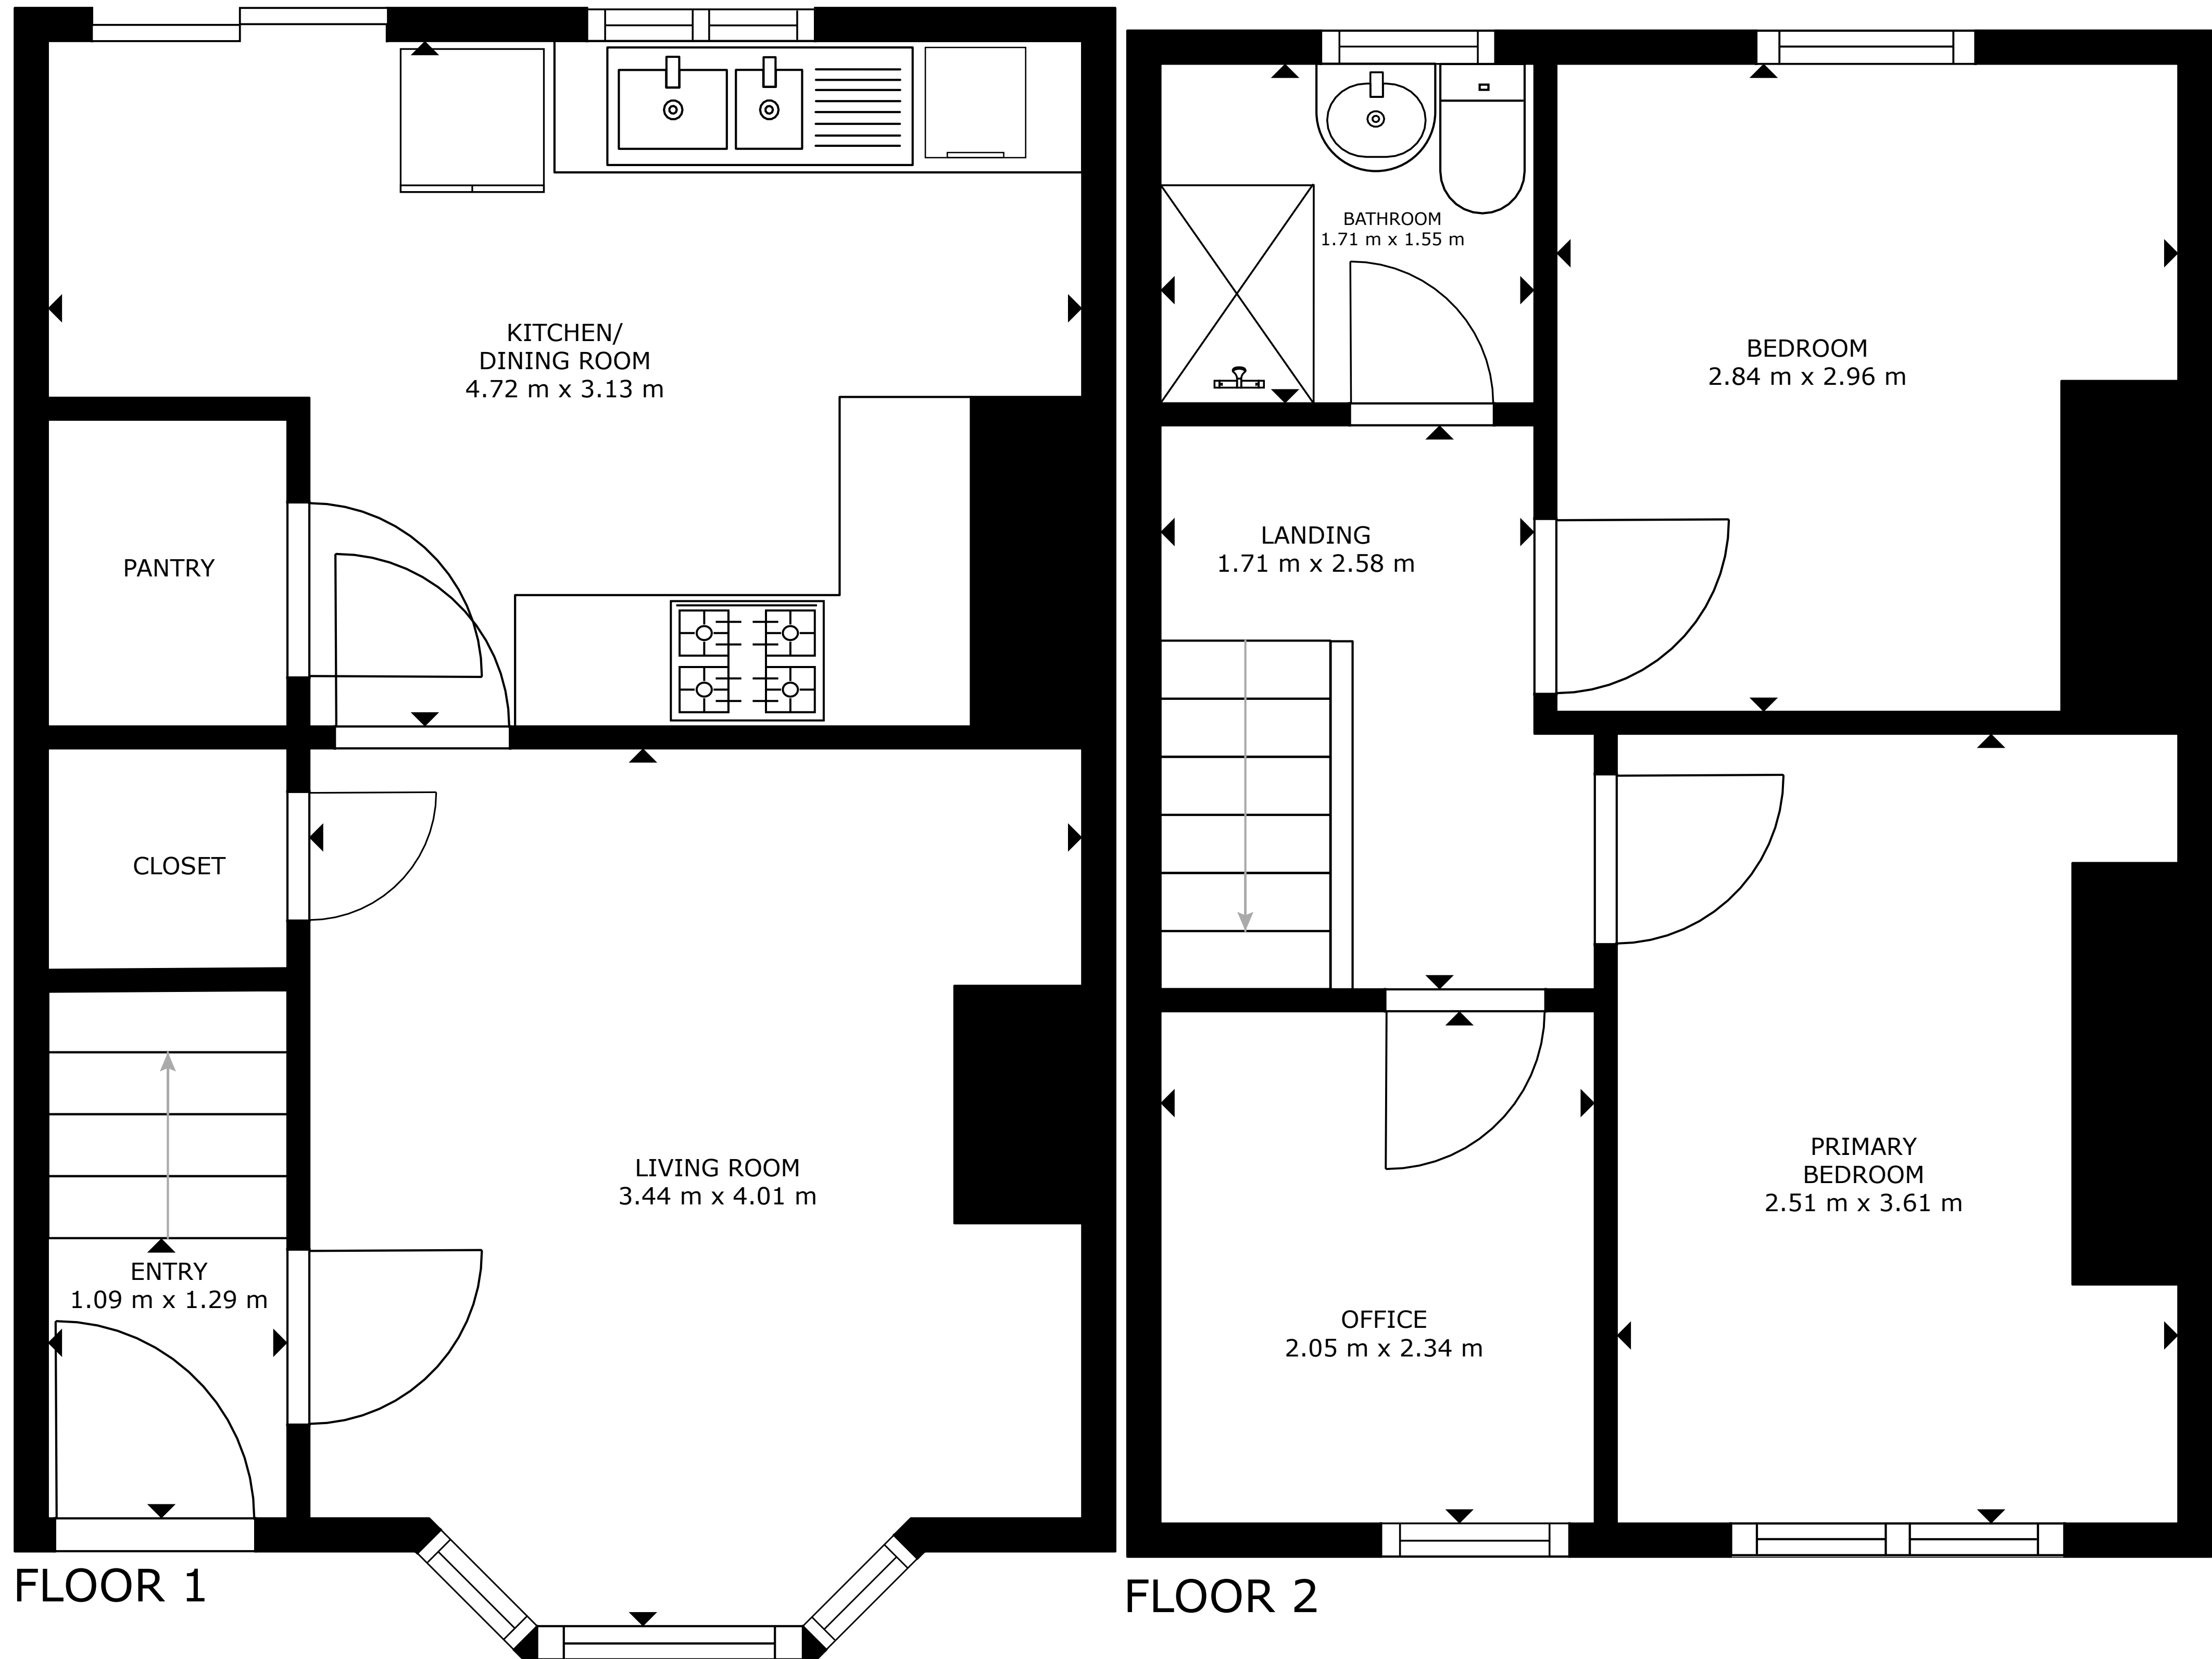 KITCHEN/
DINING ROOM
4.72 m x 3.13 m
PANTRY
CLOSET
LIVING ROOM
3.44 m x 4.01 m
ENTRY
1.09 m x 1.29 m
FLOOR 1
BATHROOM
1.71 m x 1.55 m
BEDROOM
2.84 m x 2.96 m
LANDING
1.71 m x 2.58 m
PRIMARY
BEDROOM
2.51 m x 3.61 m
OFFICE
2.05 m x 2.34 m
FLOOR 2